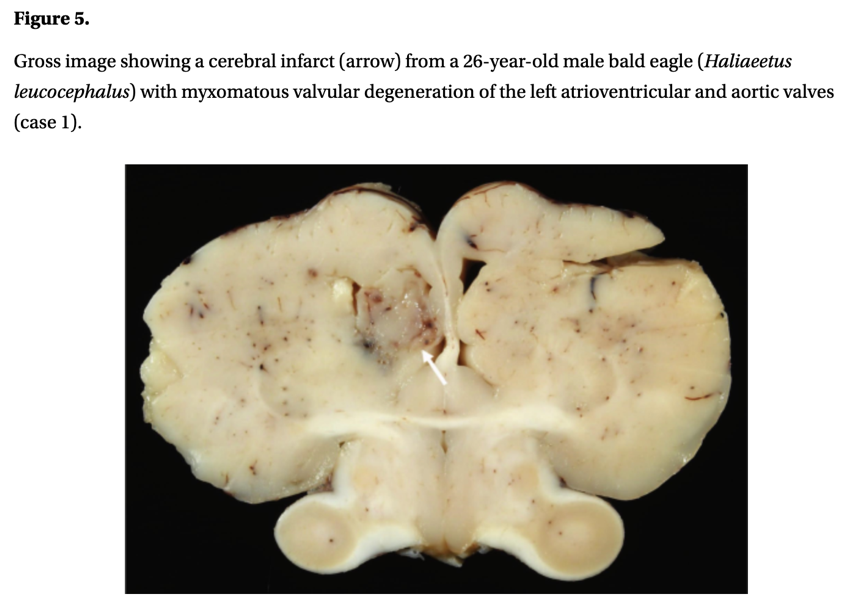 Figure 5.
Gross image showing a cerebral infarct (arrow) from a 26-year-old male bald eagle (Haliaeetus
leucocephalus) with myxomatous valvular degeneration of the left atrioventricular and aortic valves
(case 1).